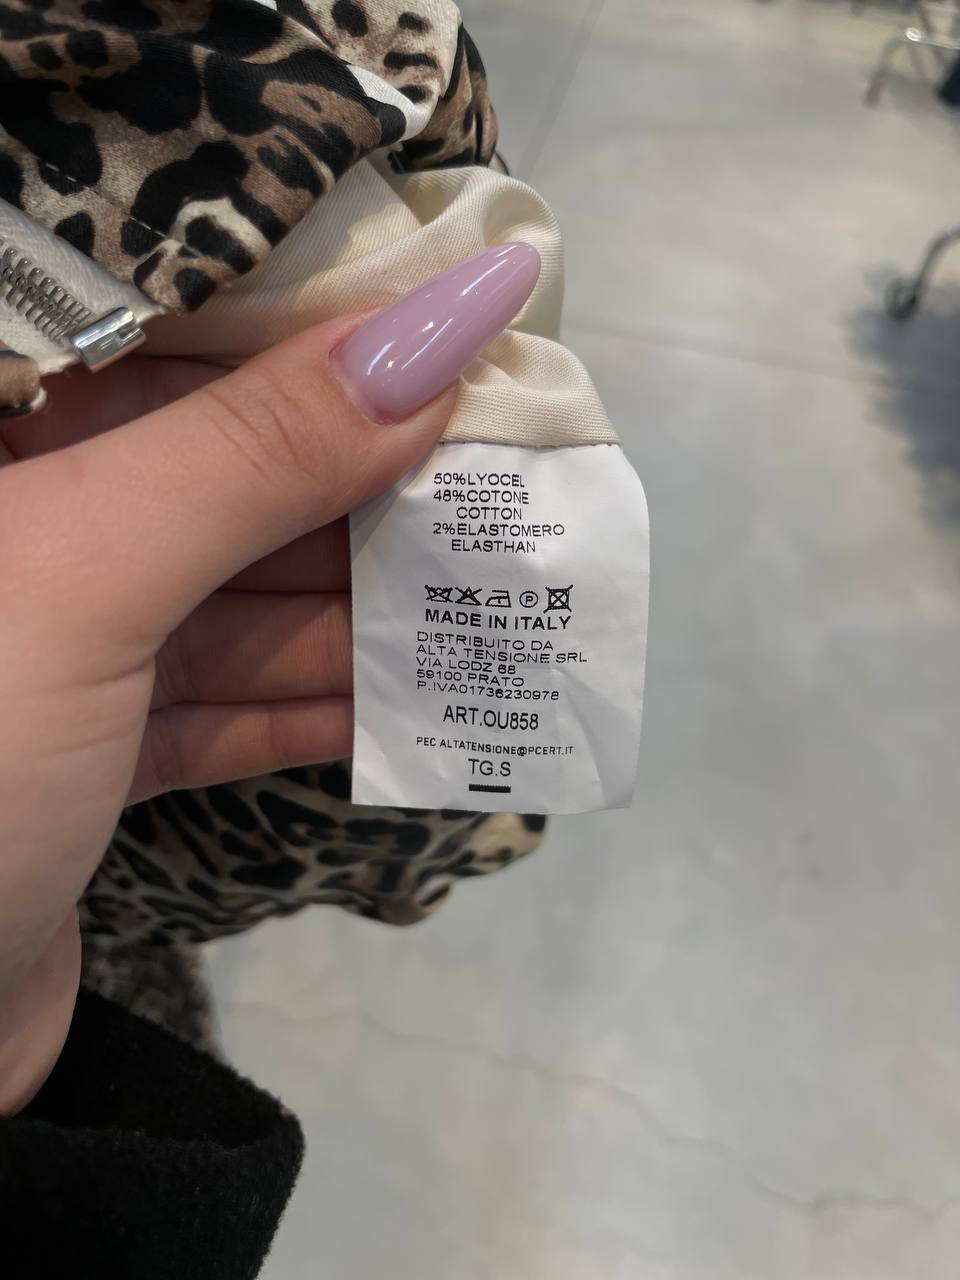 50%LYOCEL
48%COTONE
COTTON
2%ELASTOMERO
ELASTHAN
P
MADE IN ITALY
DISTRIBUITO DA
ALTA TENSIONE SRL
VIA LODZ 68
59100 PRATO
P.IVA01736230978
ART.OU858
PEC ALTATENSIONE@PCERT.IT
TG.S